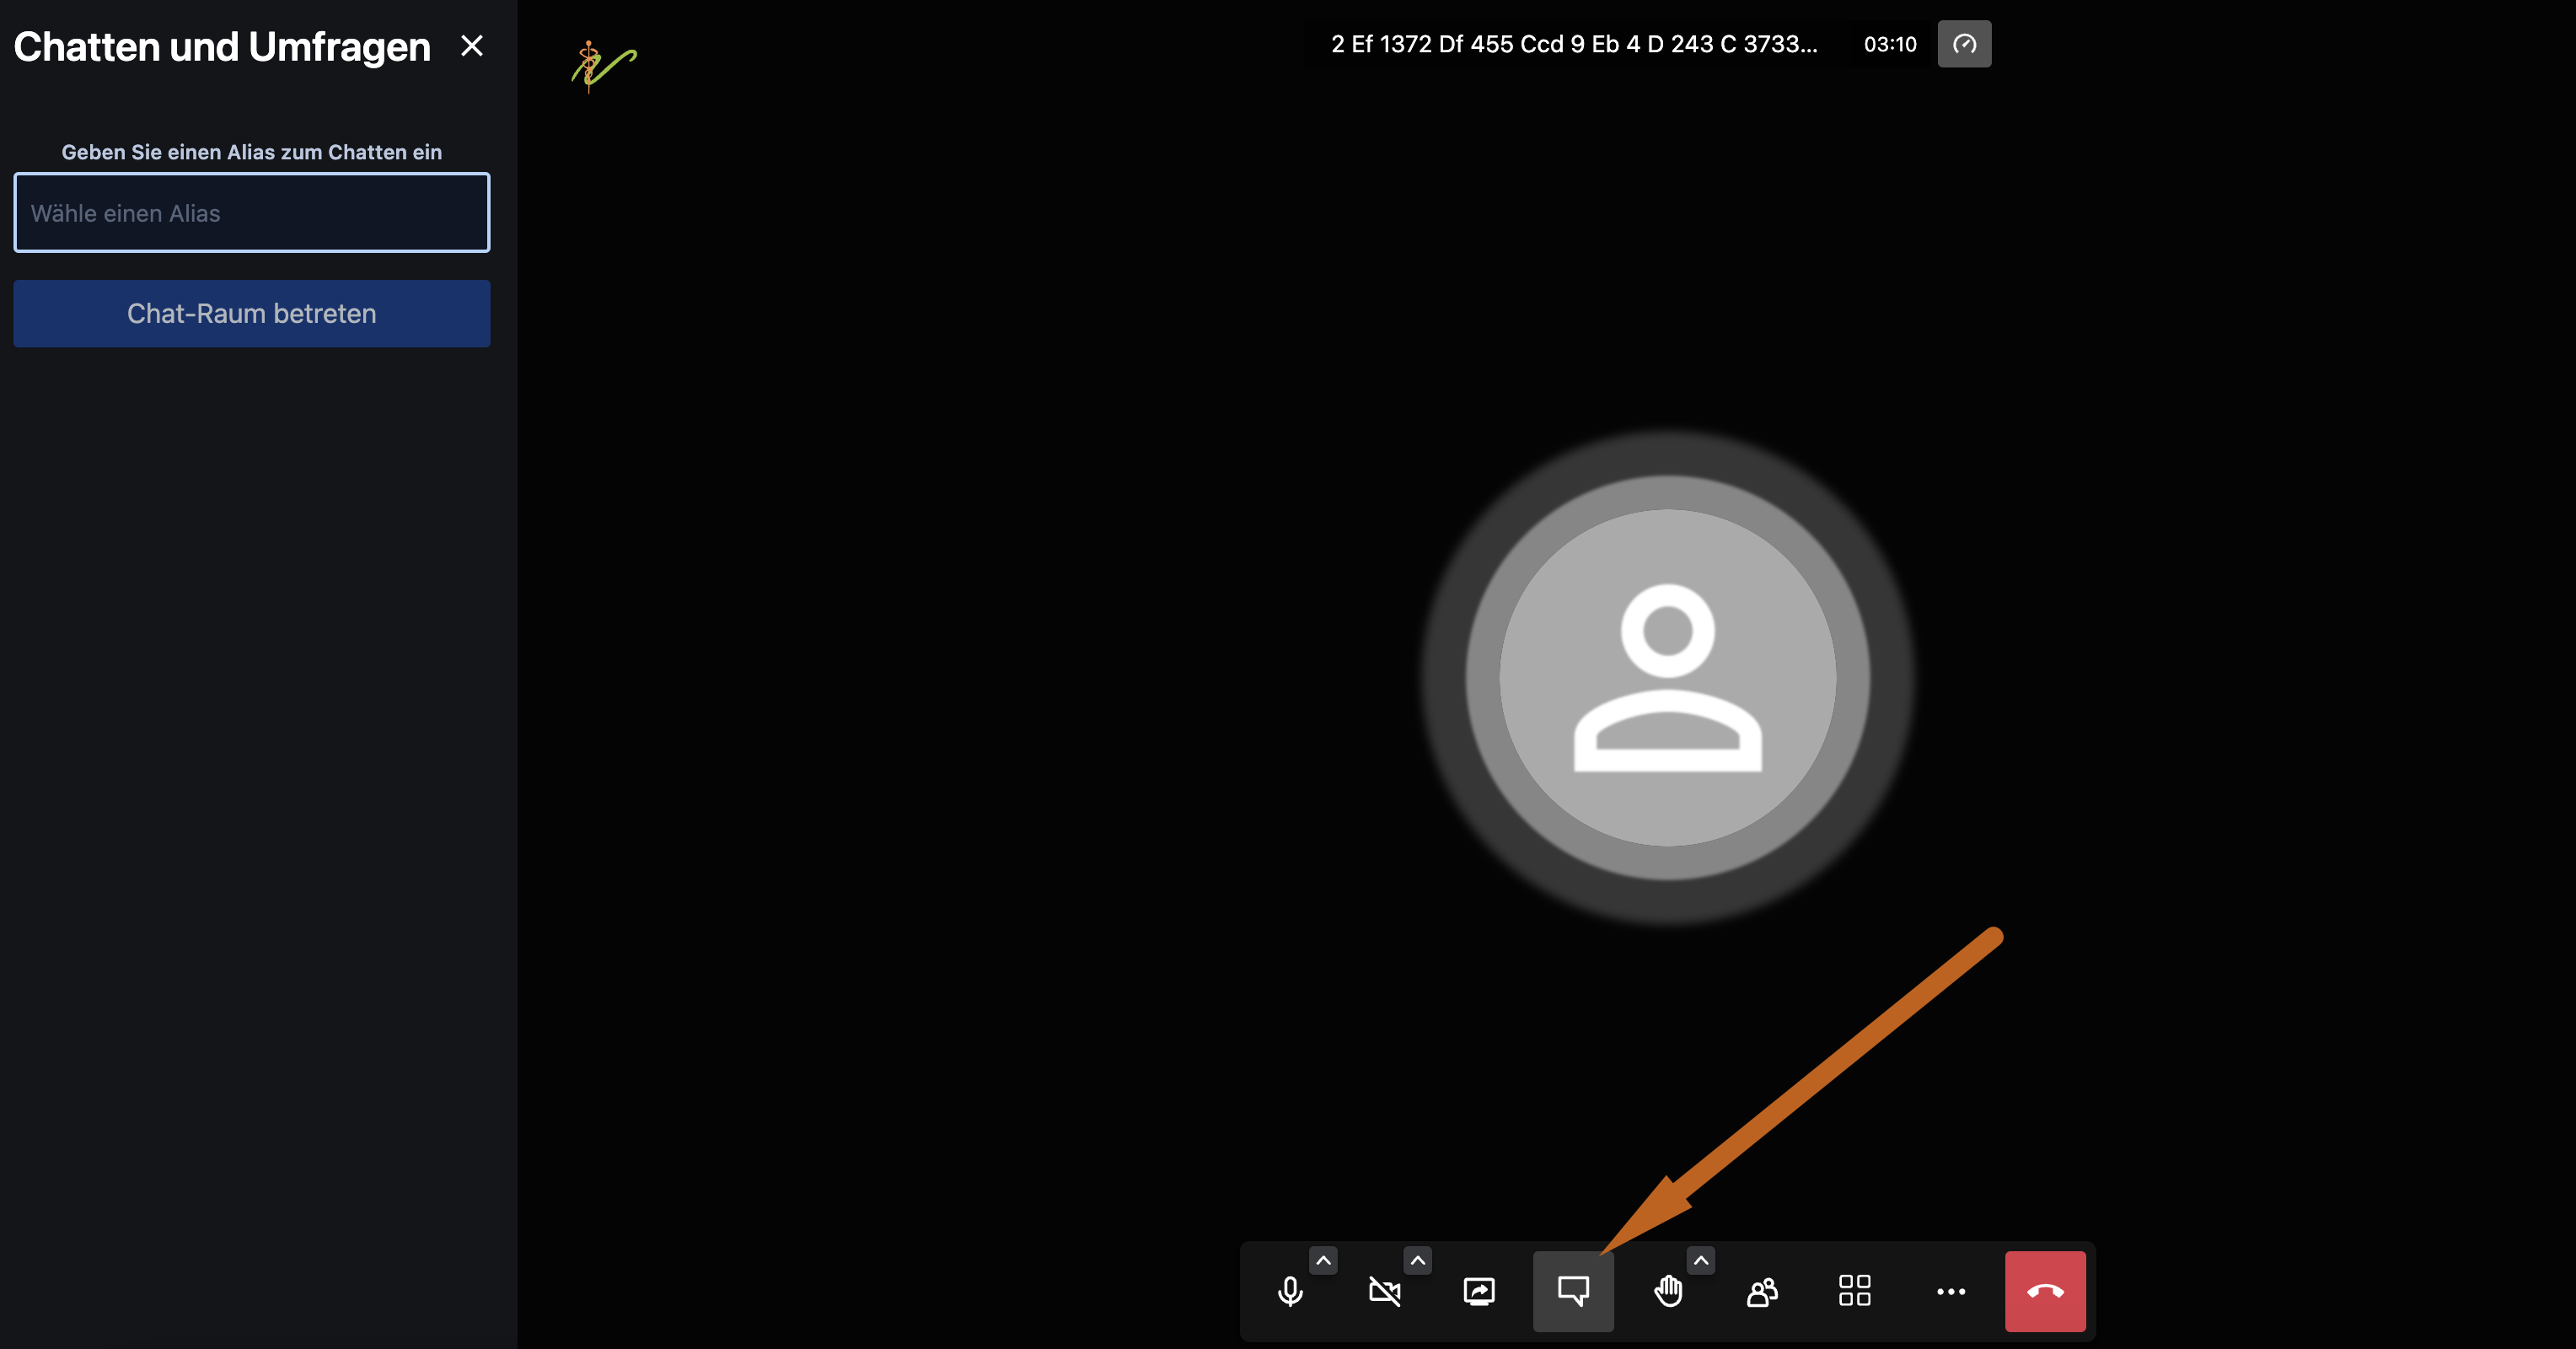 Chatten und Umfragen
Geben Sie einen Alias zum Chatten ein
Wähle einen Alias
Chat-Raum betreten
2 Ef 1372 Df 455 Ccd 9 Eb 4 D 243 C 3733... 03:10